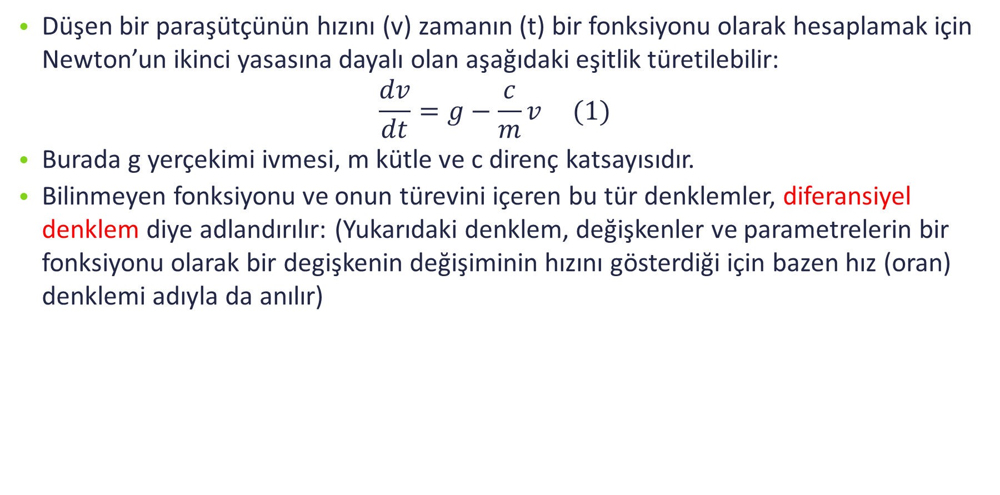 • Düşen bir paraşütçünün hızını (v) zamanın (t) bir fonksiyonu olarak hesaplamak için
Newton’un ikinci yasasına dayalı olan aşağıdaki eşitlik türetilebilir:
dv/dt = g − c/m v (1)
• Burada g yerçekimi ivmesi, m kütle ve c direnç katsayısıdır.
• Bilinmeyen fonksiyonu ve onun türevini içeren bu tür denklemler, diferansiyel
denklem diye adlandırılır: (Yukarıdaki denklem, değişkenler ve parametrelerin bir
fonksiyonu olarak bir degişkenin değişiminin hızını gösterdiği için bazen hız (oran)
denklemi adıyla da anılır)